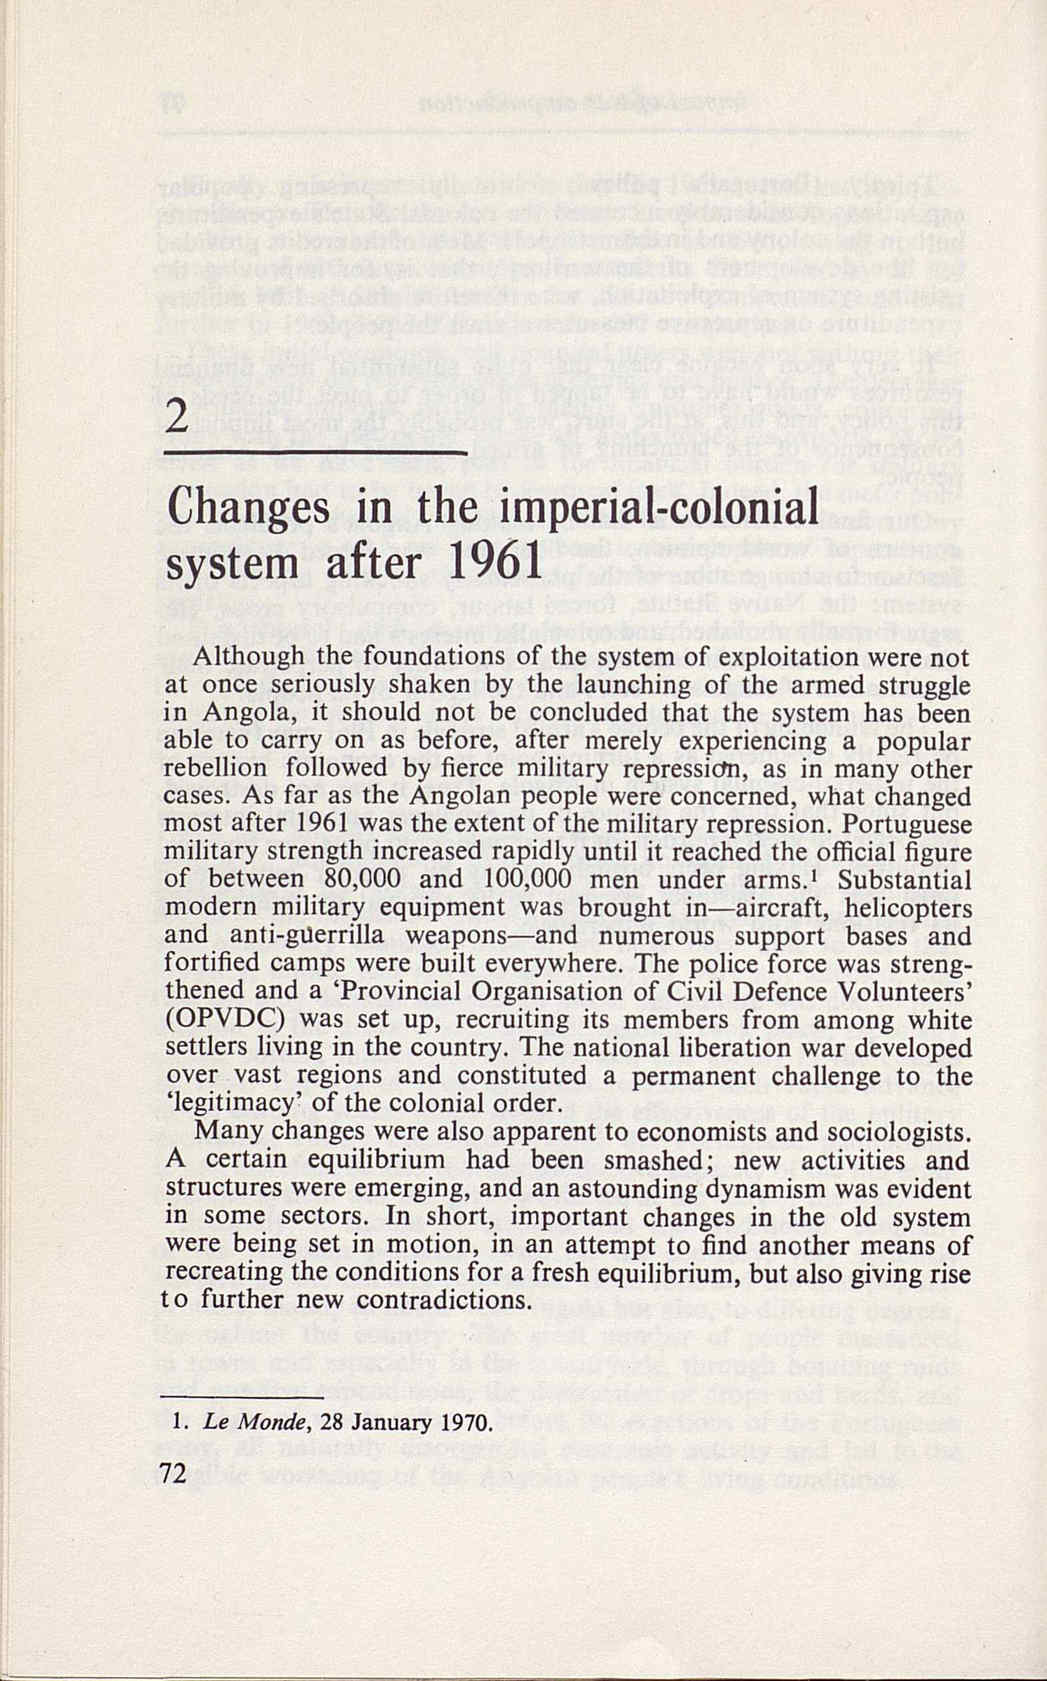 2
Changes in the imperial-colonial
system after 1961
Although the foundations of the system of exploitation were not
at once seriously shaken by the launching of the armed struggle
in Angola, it should not be concluded that the system has been
able to carry on as before, after merely experiencing a popular
rebellion followed by fierce military repression, as in many other
cases. As far as the Angolan people were concerned, what changed
most after 1961 was the extent of the military repression. Portuguese
military strength increased rapidly until it reached the official figure
of between 80,000 and 100,000 men under arms.¹ Substantial
modern military equipment was brought in—aircraft, helicopters
and anti-guerrilla weapons—and numerous support bases and
fortified camps were built everywhere. The police force was streng-
thened and a ‘Provincial Organisation of Civil Defence Volunteers’
(OPVDC) was set up, recruiting its members from among white
settlers living in the country. The national liberation war developed
over vast regions and constituted a permanent challenge to the
‘legitimacy’ of the colonial order.
Many changes were also apparent to economists and sociologists.
A certain equilibrium had been smashed; new activities and
structures were emerging, and an astounding dynamism was evident
in some sectors. In short, important changes in the old system
were being set in motion, in an attempt to find another means of
recreating the conditions for a fresh equilibrium, but also giving rise
to further new contradictions.
1. Le Monde, 28 January 1970.
72